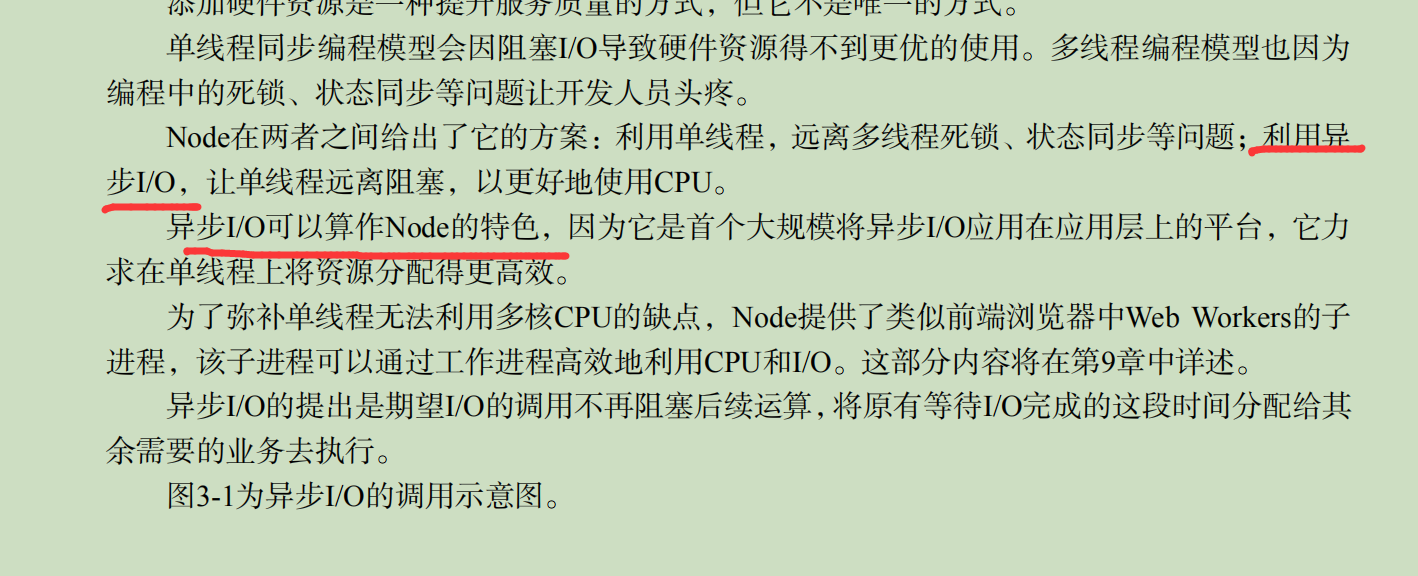 添加硬件资源是一种提升服务质量的方式，但它不是唯一的方式。
单线程同步编程模型会因阻塞I/O导致硬件资源得不到更优的使用。多线程编程模型也因为
编程中的死锁、状态同步等问题让开发人员头疼。
Node在两者之间给出了它的方案：利用单线程，远离多线程死锁、状态同步等问题；利用异
步I/O，让单线程远离阻塞，以更好地使用CPU。
异步I/O可以算作Node的特色，因为它是首个大规模将异步I/O应用在应用层上的平台，它力
求在单线程上将资源分配得更高效。
为了弥补单线程无法利用多核CPU的缺点，Node提供了类似前端浏览器中Web Workers的子
进程，该子进程可以通过工作进程高效地利用CPU和I/O。这部分内容将在第9章中详述。
异步I/O的提出是期望I/O的调用不再阻塞后续运算，将原有等待I/O完成的这段时间分配给其
余需要的业务去执行。
图3-1为异步I/O的调用示意图。